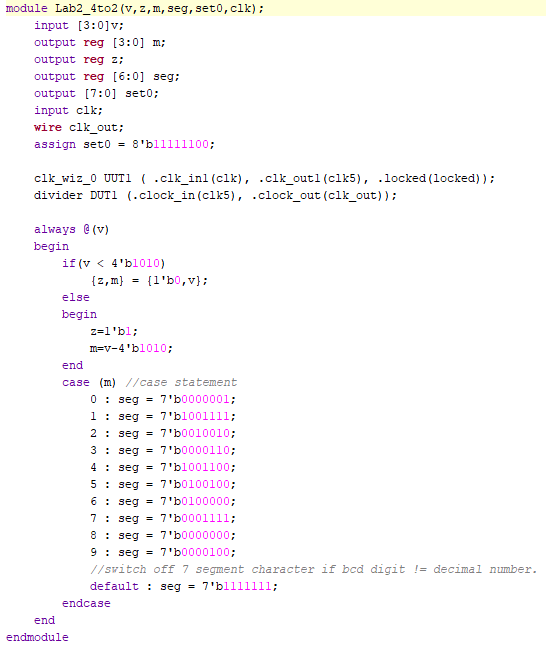 module Lab2_4to2(v,z,m,seg,set0,clk);
input [3:0]v;
output reg [3:0] m;
output reg z;
output reg [6:0] seg;
output [7:0] set0;
input clk;
wire clk_out;
assign set0 = 8'b11111100;
clk_wiz_0 UUT1 ( .clk_in1(clk), .clk_out1(clk5), .locked(locked));
divider DUT1 (.clock_in(clk5), .clock_out(clk_out));
always @(v)
begin
if(v < 4'b1010)
{z,m} = {1'b0,v};
else
begin
z=1'b1;
m=v-4'b1010;
end
case (m) //case statement
0 : seg = 7'b0000001;
1 : seg = 7'b1001111;
2 : seg = 7'b0010010;
3 : seg = 7'b0000110;
4 : seg = 7'b1001100;
5 : seg = 7'b0100100;
6 : seg = 7'b0100000;
7 : seg = 7'b0001111;
8 : seg = 7'b0000000;
9 : seg = 7'b0000100;
//switch off 7 segment character if bcd digit != decimal number.
default : seg = 7'b1111111;
endcase
end
endmodule